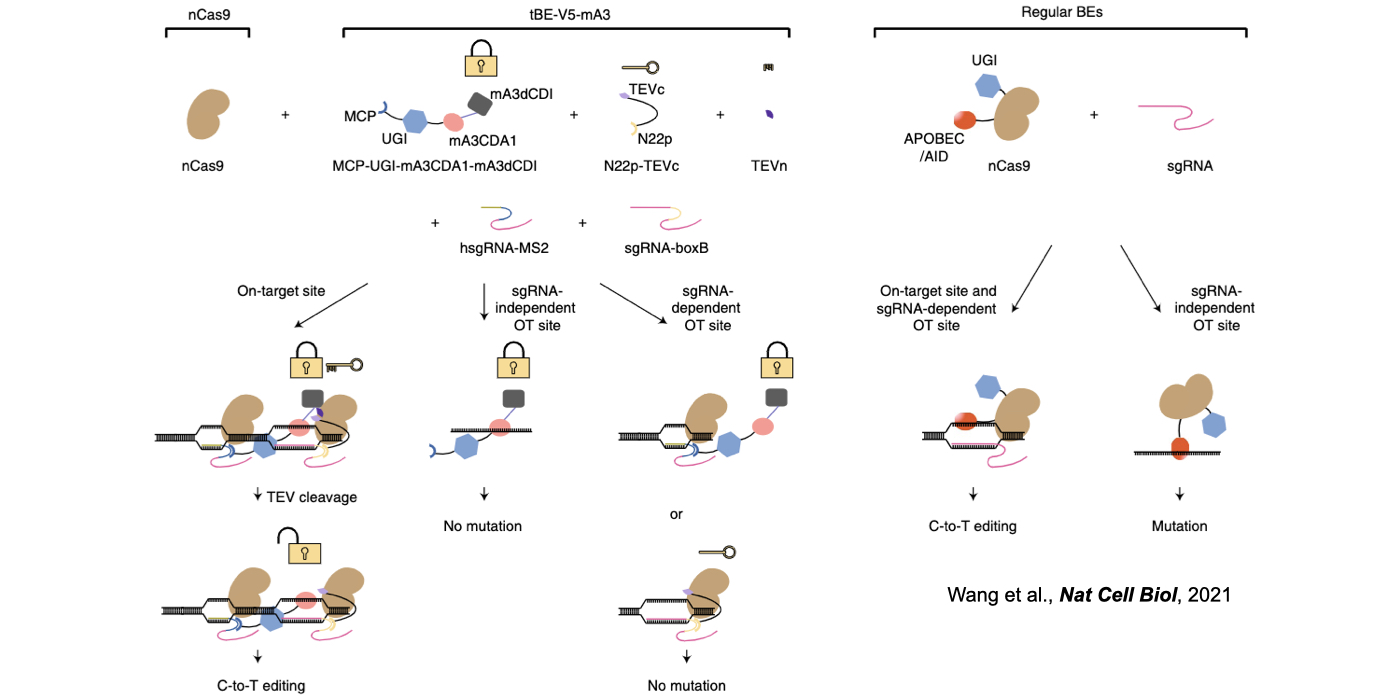 nCas9
tBE-V5-mA3
Regular BEs
UGI
mA3dCDI
TEVc
MCP
UGI
mA3CDA1
N22p
APOBEC
/AID
nCas9
MCP-UGI-mA3CDA1-mA3dCDI
N22p-TEVc
TEVn
nCas9
sgRNA
+
+
+
+
+
hsgRNA-MS2
+
sgRNA-boxB
On-target site
sgRNA-
independent
OT site
sgRNA-
dependent
OT site
On-target site and
sgRNA-dependent
OT site
sgRNA-
independent
OT site
TEV cleavage
No mutation
or
C-to-T editing
Mutation
C-to-T editing
No mutation
Wang et al., Nat Cell Biol, 2021